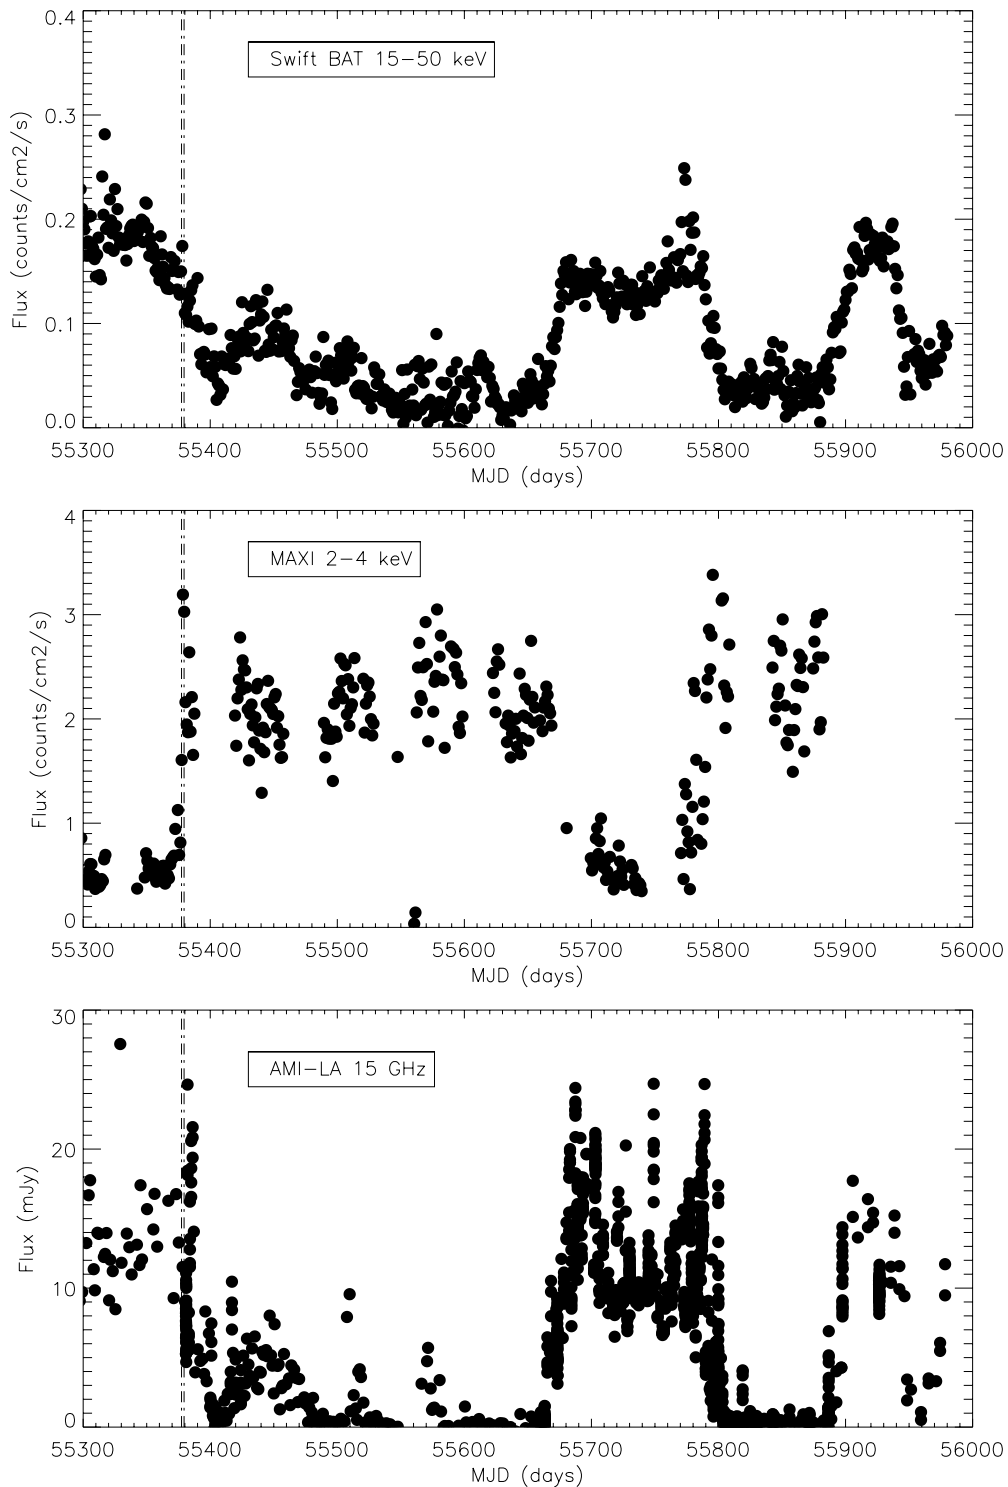 0.4
0.3
0.2
0.1
0.0
Flux (counts/cm2/s)
Swift BAT 15-50 keV
55300 55400 55500 55600 55700 55800 55900 56000
MJD (days)
4
3
2
1
0
Flux (counts/cm2/s)
MAXI 2-4 keV
55300 55400 55500 55600 55700 55800 55900 56000
MJD (days)
30
20
10
0
Flux (mJy)
AMI-LA 15 GHz
55300 55400 55500 55600 55700 55800 55900 56000
MJD (days)